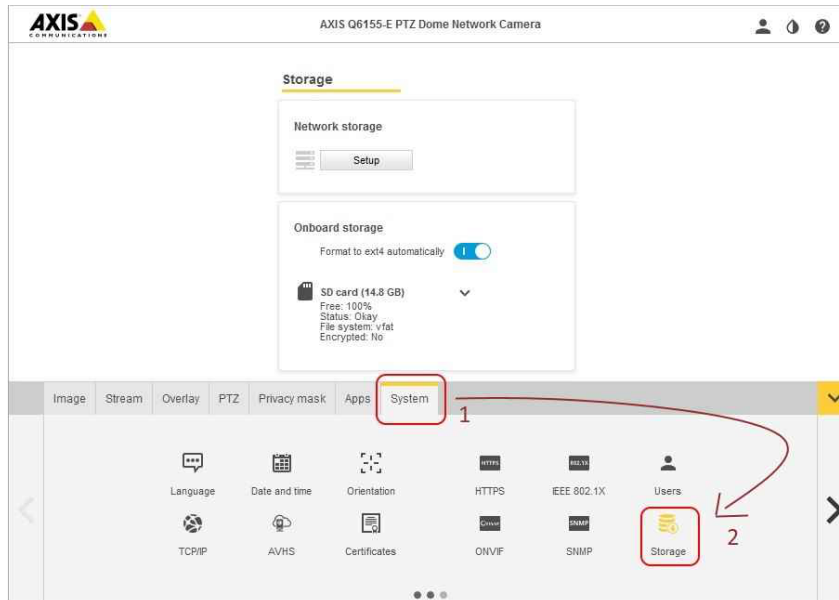 AXIS
COMMUNICATIONS
AXIS Q6155-E PTZ Dome Network Camera
Storage
Network storage
Setup
Onboard storage
Format to ext4 automatically
SD card (14.8 GB)
Free: 100%
Status: Okay
File system: vfat
Encrypted: No
Image Stream Overlay PTZ Privacy mask Apps System
1
Language Date and time Orientation HTTPS IEEE 802.1X Users
HTTPS 802.1X
2
ONVIF SNMP
TCP/IP AVHS Certificates ONVIF SNMP Storage